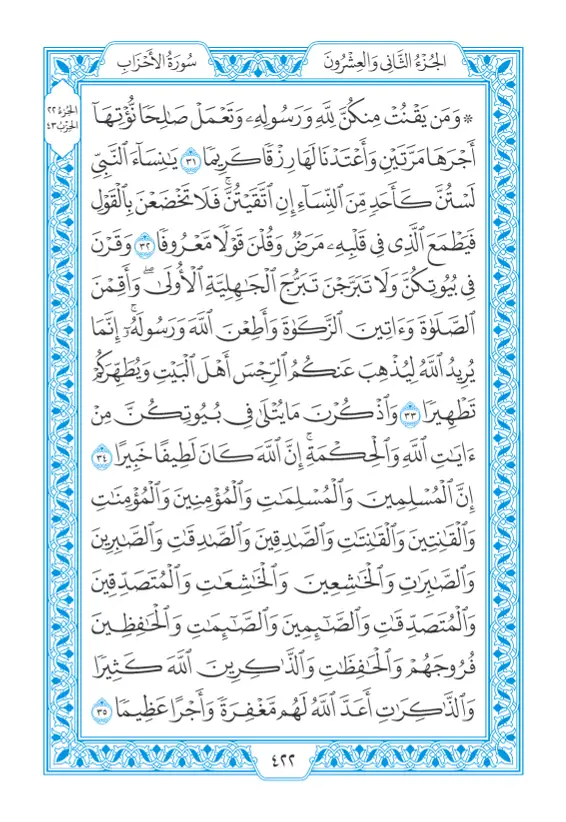 الجُزْءُ الثَّانِي وَالعِشْرُونَ
سُورَةُ الأَحْزَابِ
الجزء ٢٢
الحزب ٤٣
* وَمَن يَقْنُتْ مِنكُنَّ لِلَّهِ وَرَسُولِهِۦ وَتَعْمَلْ صَٰلِحًا نُّؤْتِهَآ
أَجْرَهَا مَرَّتَيْنِ وَأَعْتَدْنَا لَهَا رِزْقًا كَرِيمًا ٣١ يَٰنِسَآءَ ٱلنَّبِيِّ
لَسْتُنَّ كَأَحَدٍ مِّنَ ٱلنِّسَآءِ إِنِ ٱتَّقَيْتُنَّۚ فَلَا تَخْضَعْنَ بِٱلْقَوْلِ
فَيَطْمَعَ ٱلَّذِى فِى قَلْبِهِۦ مَرَضٌ وَقُلْنَ قَوْلًا مَّعْرُوفًا ٣٢ وَقَرْنَ
فِى بُيُوتِكُنَّ وَلَا تَبَرَّجْنَ تَبَرُّجَ ٱلْجَٰهِلِيَّةِ ٱلْأُولَىٰۖ وَأَقِمْنَ
ٱلصَّلَوٰةَ وَءَاتِينَ ٱلزَّكَوٰةَ وَأَطِعْنَ ٱللَّهَ وَرَسُولَهُۥٓۚ إِنَّمَا
يُرِيدُ ٱللَّهُ لِيُذْهِبَ عَنكُمُ ٱلرِّجْسَ أَهْلَ ٱلْبَيْتِ وَيُطَهِّرَكُمْ
تَطْهِيرًا ٣٣ وَٱذْكُرْنَ مَا يُتْلَىٰ فِى بُيُوتِكُنَّ مِنْ
ءَايَٰتِ ٱللَّهِ وَٱلْحِكْمَةِۚ إِنَّ ٱللَّهَ كَانَ لَطِيفًا خَبِيرًا ٣٤
إِنَّ ٱلْمُسْلِمِينَ وَٱلْمُسْلِمَٰتِ وَٱلْمُؤْمِنِينَ وَٱلْمُؤْمِنَٰتِ
وَٱلْقَٰنِتِينَ وَٱلْقَٰنِتَٰتِ وَٱلصَّٰدِقِينَ وَٱلصَّٰدِقَٰتِ وَٱلصَّٰبِرِينَ
وَٱلصَّٰبِرَٰتِ وَٱلْخَٰشِعِينَ وَٱلْخَٰشِعَٰتِ وَٱلْمُتَصَدِّقِينَ
وَٱلْمُتَصَدِّقَٰتِ وَٱلصَّٰٓئِمِينَ وَٱلصَّٰٓئِمَٰتِ وَٱلْحَٰفِظِينَ
فُرُوجَهُمْ وَٱلْحَٰفِظَٰتِ وَٱلذَّٰكِرِينَ ٱللَّهَ كَثِيرًا
وَٱلذَّٰكِرَٰتِ أَعَدَّ ٱللَّهُ لَهُم مَّغْفِرَةً وَأَجْرًا عَظِيمًا ٣٥
٤٢٢